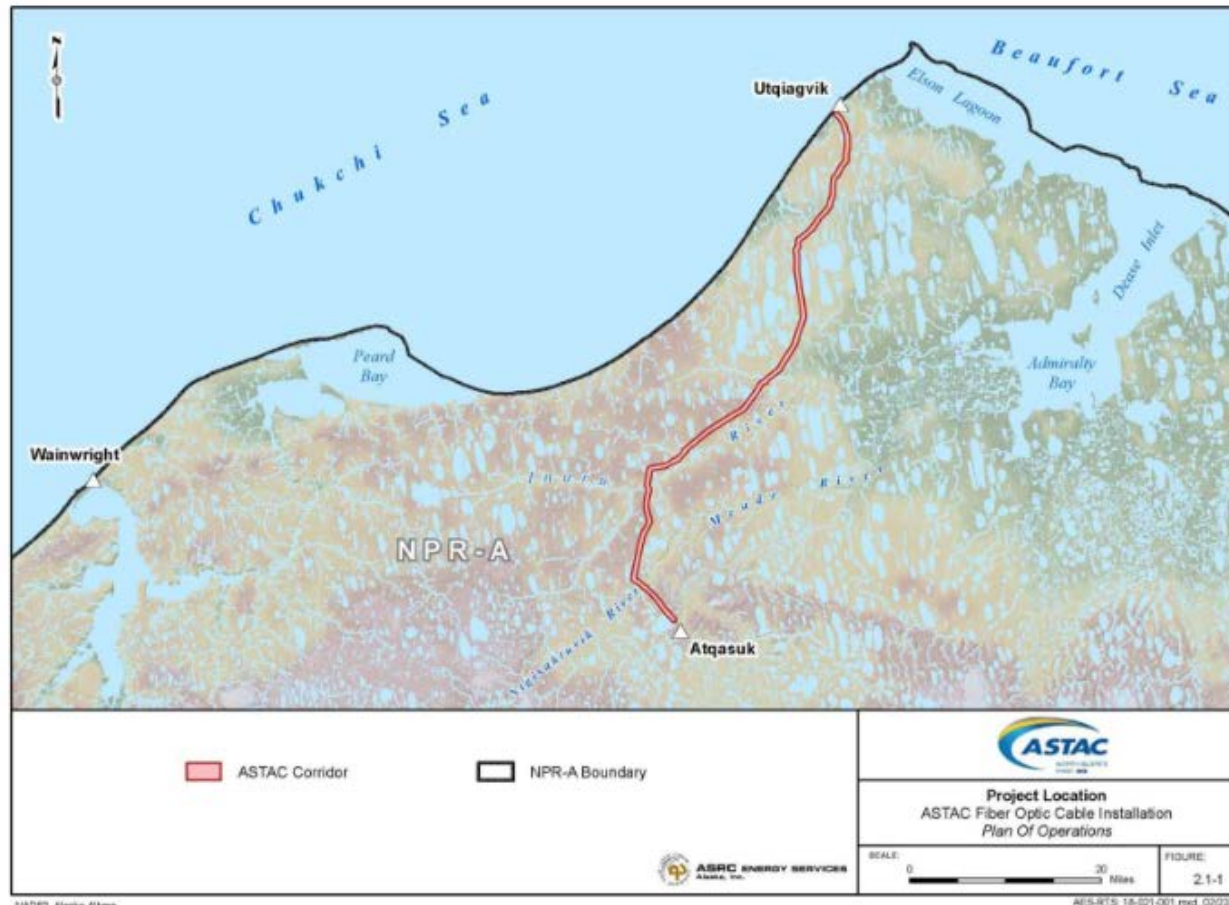 N
Beaufort Sea
Utqiagvik
Elson Lagoon
Chukchi Sea
Dease Inlet
Peard
Bay
Admiralty
Bay
Wainwright
River
Inaru
Meade River
NPR-A
River
Atqasuk
ASTAC Corridor
NPR-A Boundary
ASTAC
Project Location
ASTAC Fiber Optic Cable Installation
Plan Of Operations
ASRC ENERGY SERVICES
Alaska, Inc.
SCALE:
0 20
Miles
FIGURE:
2.1-1